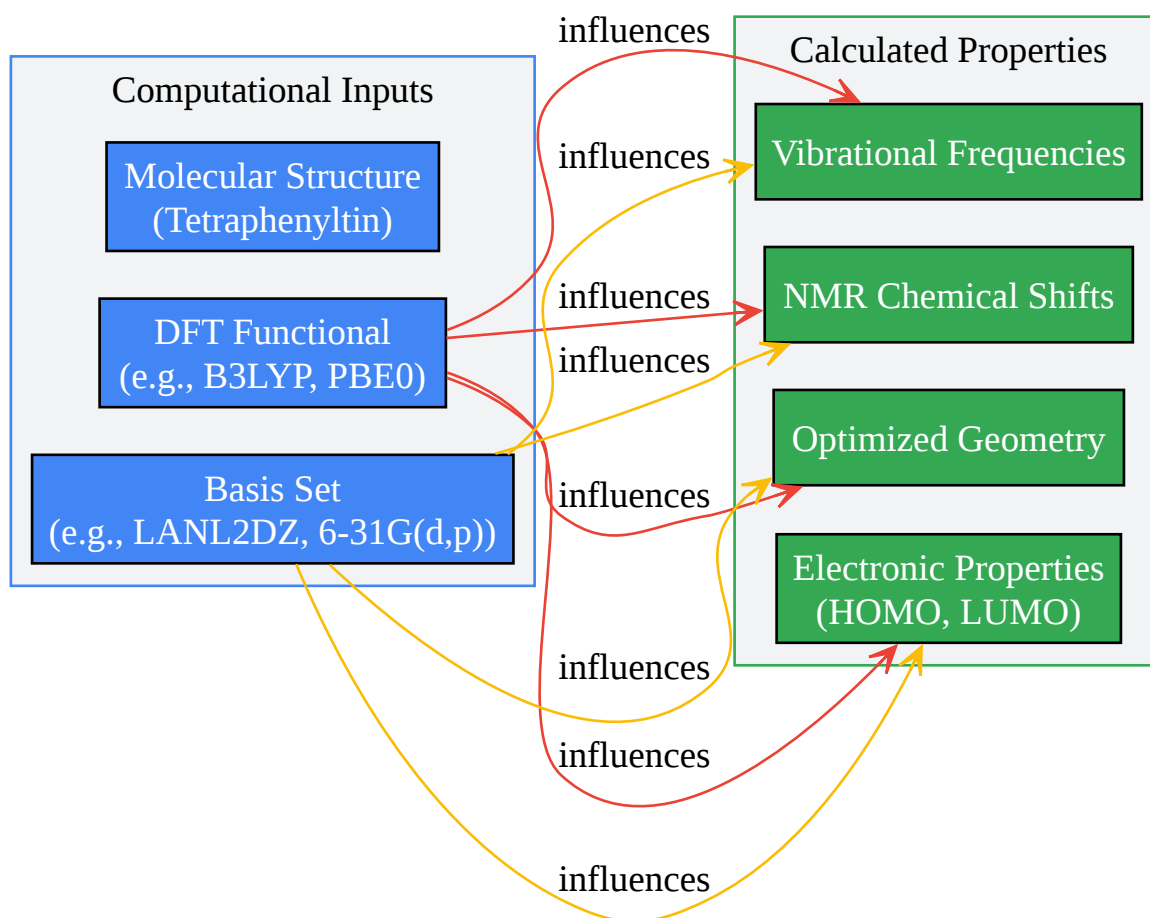 Computational Inputs
Molecular Structure
(Tetraphenyltin)
DFT Functional
(e.g., B3LYP, PBE0)
Basis Set
(e.g., LANL2DZ, 6-31G(d,p))
influences
influences
influences
influences
influences
influences
influences
influences
Calculated Properties
Vibrational Frequencies
NMR Chemical Shifts
Optimized Geometry
Electronic Properties
(HOMO, LUMO)